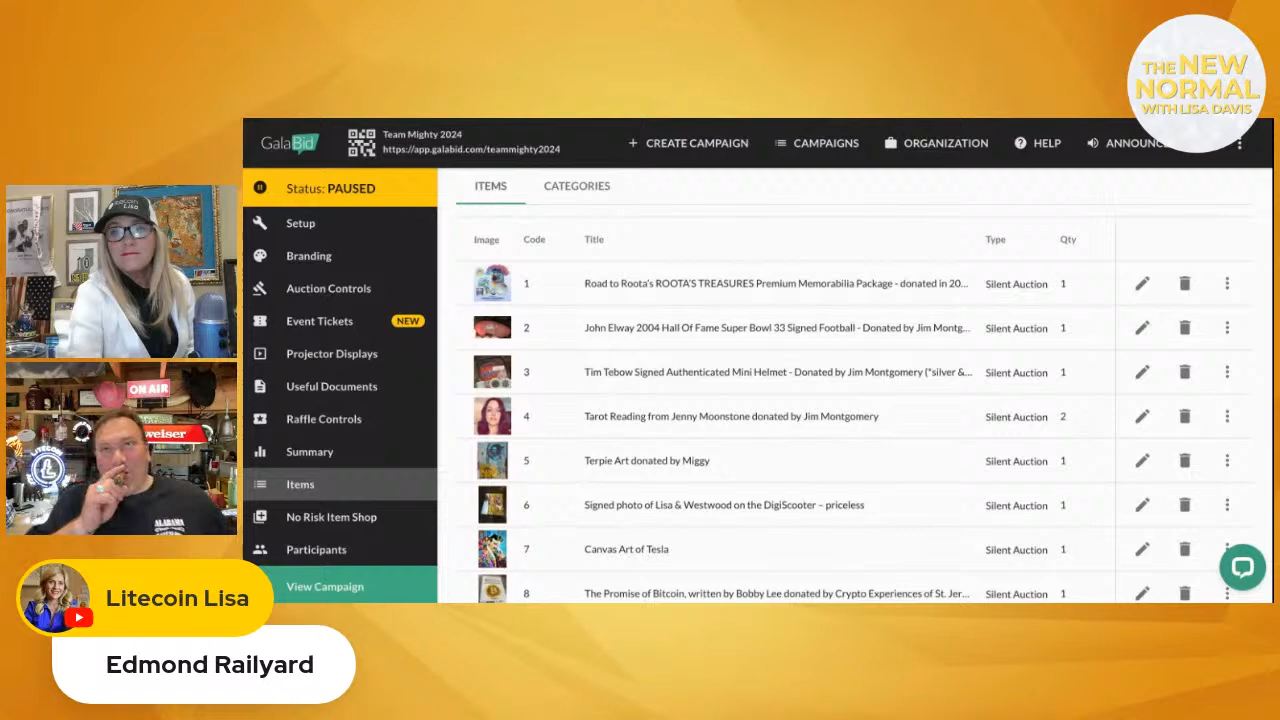 THE NEW
NORMAL
WITH LISA DAVIS
GalaBid
Team Mighty 2024
https://app.galabid.com/teammighty2024
CREATE CAMPAIGN
CAMPAIGNS
ORGANIZATION
HELP
Status: PAUSED
Setup
Branding
Auction Controls
Event Tickets NEW
Projector Displays
Useful Documents
Raffle Controls
Summary
Items
No Risk Item Shop
Participants
View Campaign
ITEMS CATEGORIES
Image Code Title Type Qty
1 Road to Roota's ROOTA'S TREASURES Premium Memorabilia Package - donated in 20... Silent Auction 1
2 John Elway 2004 Hall Of Fame Super Bowl 33 Signed Football - Donated by Jim Montg... Silent Auction 1
3 Tim Tebow Signed Authenticated Mini Helmet - Donated by Jim Montgomery (*silver &... Silent Auction 1
4 Tarot Reading from Jenny Moonstone donated by Jim Montgomery Silent Auction 2
5 Terpie Art donated by Miggy Silent Auction 1
6 Signed photo of Lisa & Westwood on the DigiScooter – priceless Silent Auction 1
7 Canvas Art of Tesla Silent Auction 1
8 The Promise of Bitcoin, written by Bobby Lee donated by Crypto Experiences of St. Jer... Silent Auction 1
Litecoin
Lisa
ON AIR
LITECOIN
ALABAMA
Litecoin Lisa
Edmond Railyard